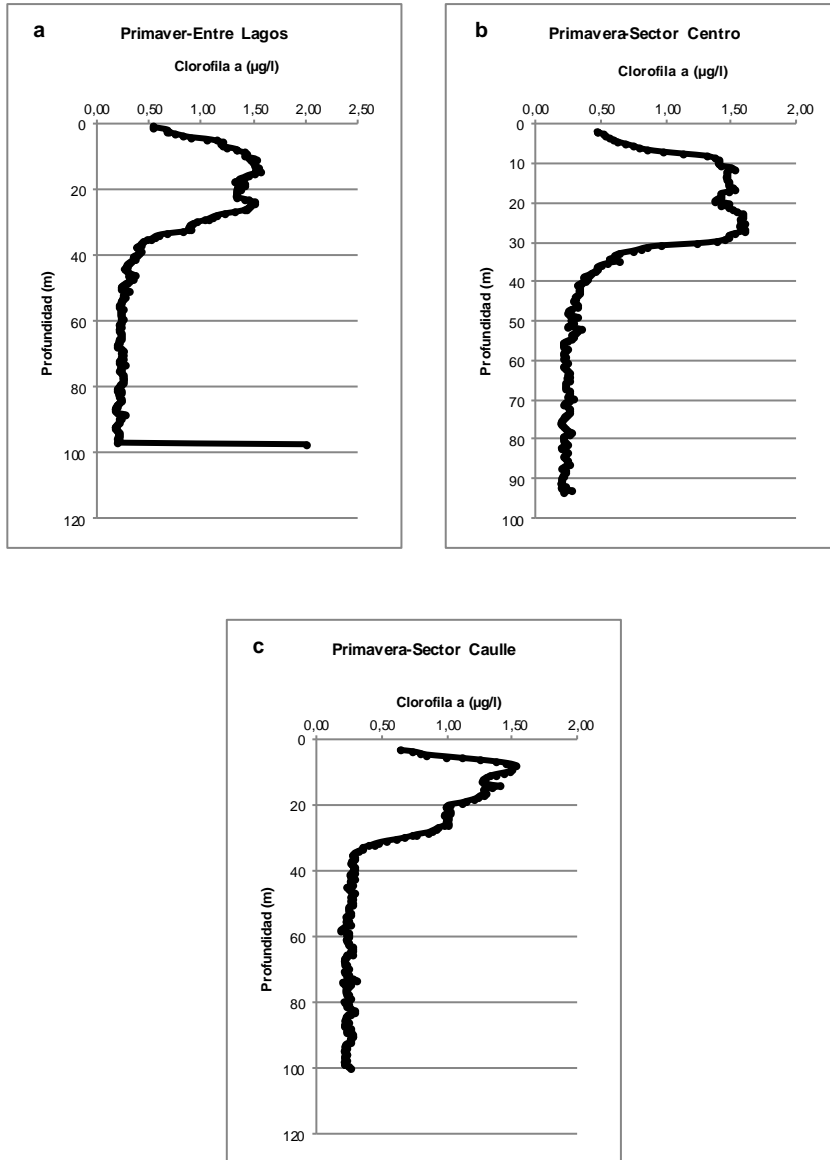 a
Primaver-Entre Lagos
Clorofila a (µg/l)
0,00 0,50 1,00 1,50 2,00 2,50
0
20
40
60
80
100
120
Profundidad (m)
b
Primavera-Sector Centro
Clorofila a (µg/l)
0,00 0,50 1,00 1,50 2,00
0
10
20
30
40
50
60
70
80
90
100
Profundidad (m)
c
Primavera-Sector Caulle
Clorofila a (µg/l)
0,00 0,50 1,00 1,50 2,00
0
20
40
60
80
100
120
Profundidad (m)